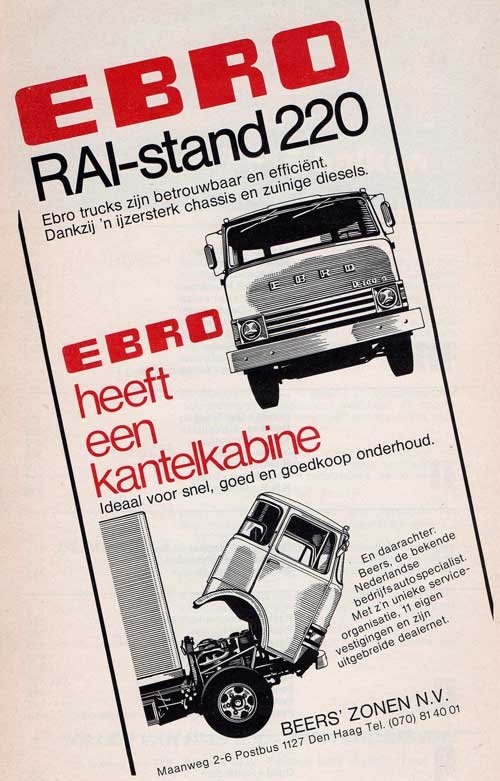 EBRO
RAI-stand 220
Ebro trucks zijn betrouwbaar en efficiënt.
Dankzij 'n ijzersterk chassis en zuinige diesels.
EBRO
EBRO
heeft
een
kantelkabine
Ideaal voor snel, goed en goedkoop onderhoud.
En daarachter:
Beers, de bekende
Nederlandse
bedrijfsautospecialist.
Met z'n unieke service-
organisatie, 11 eigen
vestigingen en zijn
uitgebreide dealernet.
BEERS' ZONEN N.V.
Maanweg 2-6 Postbus 1127 Den Haag Tel. (070) 81 40 01